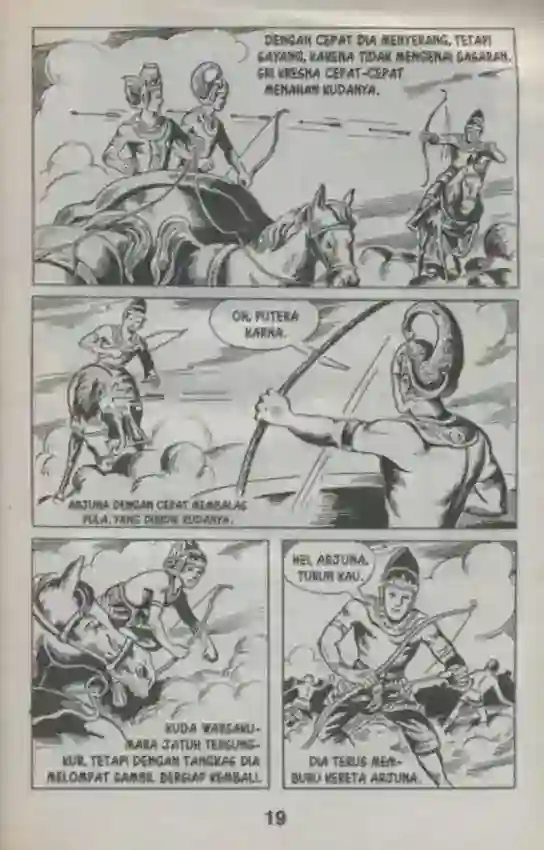 DENGAN CEPAT DIA MENYERANG, TETAPI
GAYANG, KARENA TIDAK MENGENAI SASARAN.
SRI KRESNA CEPAT-CEPAT
MENAHAN KUDANYA.
OH, PUTERA
KARNA.
ARJUNA DENGAN CEPAT MEMBALAS
PULA, YANG DIBIDIK KUDANYA.
HEI, ARJUNA,
TURUN KAU.
KUDA WARSAKU-
MARA JATUH TERSUNG-
KUR, TETAPI DENGAN TANGKAS DIA
MELOMPAT SAMBIL BERSIAP KEMBALI.
DIA TERUS MEM-
BURU KERETA ARJUNA.
19